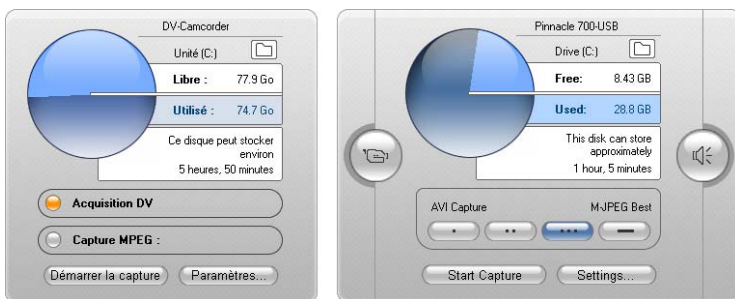 DV-Camcorder
Unité (C:)
Libre : 77.9 Go
Utilisé : 74.7 Go
Ce disque peut stocker
environ
5 heures, 50 minutes
Acquisition DV
Capture MPEG :
Démarrer la capture
Paramètres...
Pinnacle 700-USB
Drive (C:)
Free: 8.43 GB
Used: 28.8 GB
This disk can store
approximately
1 hour, 5 minutes
AVI Capture M-JPEG Best
Start Capture
Settings...